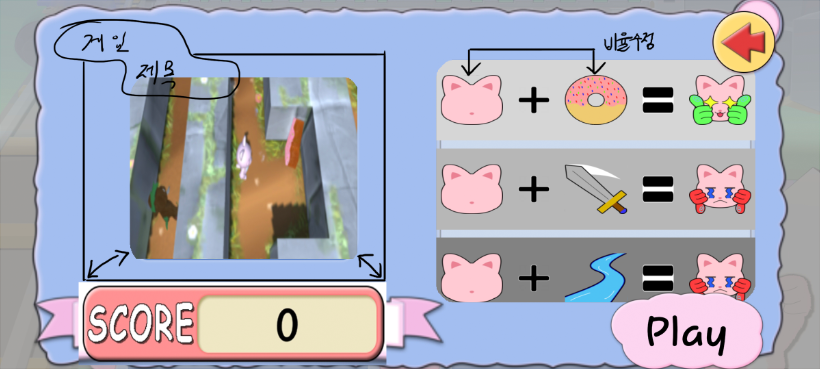 게임
제목
비율수정
+ =
+ =
+ =
SCORE 0
Play